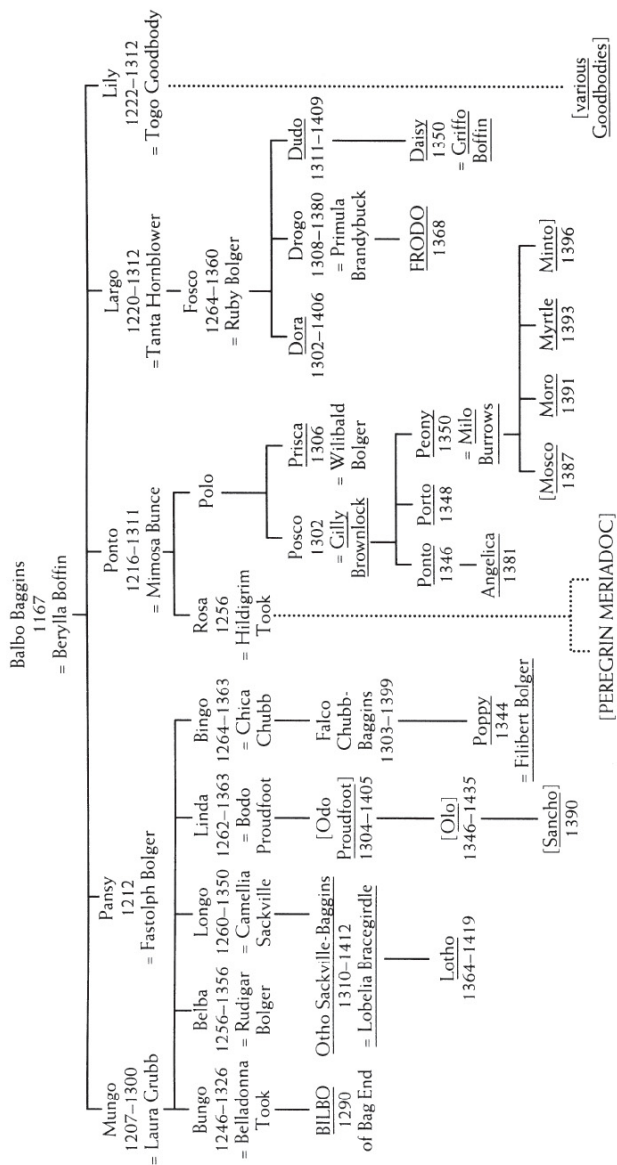 Balbo Baggins
1167
= Berylla Boffin
Mungo
1207–1300
= Laura Grubb
Pansy
1212
= Fastolph Bolger
Ponto
1216–1311
= Mimosa Bunce
Largo
1220–1312
=Tanta Hornblower
Lily
1222–1312
= Togo Goodbody
Bungo
1246–1326
= Belladonna
Took
Belba
1256–1356
= Rudigar
Bolger
Longo
1260–1350
= Camellia
Sackville
Linda
1262–1363
= Bodo
Proudfoot
Bingo
1264–1363
= Chica
Chubb
Rosa
1256
= Hildigrim
Took
Polo
Fosco
1264–1360
= Ruby Bolger
BILBO
1290
of Bag End
Otho Sackville-Baggins
1310–1412
= Lobelia Bracegirdle
[Odo
Proudfoot]
1304–1405
Falco
Chubb-
Baggins
1303–1399
Posco
1302
= Gilly
Brownlock
Prisca
1306
= Wilibald
Bolger
Dora
1302–1406
Drogo
1308–1380
= Primula
Brandybuck
Dudo
1311–1409
Lotho
1364–1419
[Olo]
1346–1435
Poppy
1344
= Filibert Bolger
Ponto
1346
Porto
1348
Peony
1350
= Milo
Burrows
FRODO
1368
Daisy
1350
= Griffo
Boffin
[Sancho]
1390
Angelica
1381
[Mosco
1387
Moro
1391
Myrtle
1393
Minto]
1396
[PEREGRIN MERIADOC]
[various
Goodbodies]